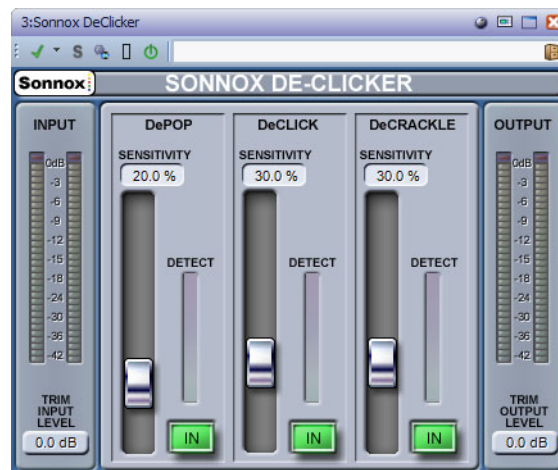 3:Sonnox DeClicker
S
Sonnox
SONNOX DE-CLICKER
INPUT
0dB
-3
-6
-9
-12
-15
-18
-24
-30
-36
-42
TRIM
INPUT
LEVEL
0.0 dB
DePOP
SENSITIVITY
20.0 %
DETECT
IN
DeCLICK
SENSITIVITY
30.0 %
DETECT
IN
DeCRACKLE
SENSITIVITY
30.0 %
DETECT
IN
OUTPUT
0dB
-3
-6
-9
-12
-15
-18
-24
-30
-36
-42
TRIM
OUTPUT
LEVEL
0.0 dB